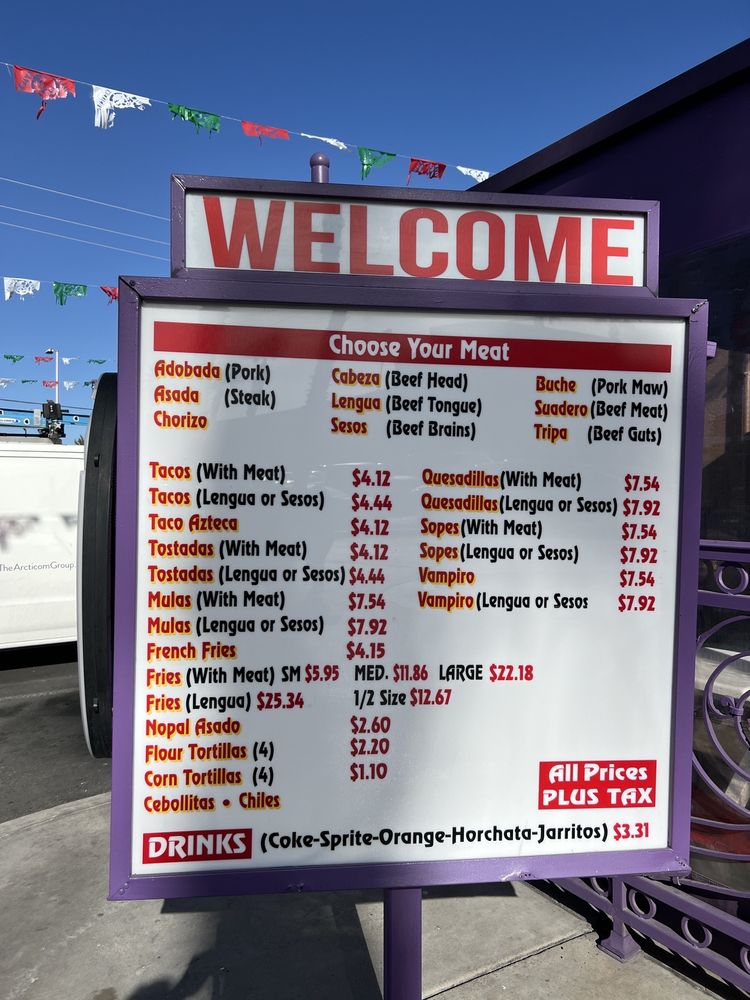 WELCOME
Choose Your Meat
Adobada (Pork)
Asada (Steak)
Chorizo
Cabeza (Beef Head)
Lengua (Beef Tongue)
Sesos (Beef Brains)
Buche (Pork Maw)
Suadero (Beef Meat)
Tripa (Beef Guts)
Tacos (With Meat) $4.12
Tacos (Lengua or Sesos) $4.44
Taco Azteca $4.12
Tostadas (With Meat) $4.12
Tostadas (Lengua or Sesos) $4.44
Mulas (With Meat) $7.54
Mulas (Lengua or Sesos) $7.92
French Fries $4.15
Fries (With Meat) SM $5.95 MED. $11.86 LARGE $22.18
Fries (Lengua) $25.34 1/2 Size $12.67
Nopal Asado $2.60
Flour Tortillas (4) $2.20
Corn Tortillas (4) $1.10
Cebollitas • Chiles
Quesadillas (With Meat) $7.54
Quesadillas (Lengua or Sesos) $7.92
Sopes (With Meat) $7.54
Sopes (Lengua or Sesos) $7.92
Vampiro $7.54
Vampiro (Lengua or Sesos $7.92
All Prices
PLUS TAX
DRINKS (Coke-Sprite-Orange-Horchata-Jarritos) $3.31
TheArcticomGroup.